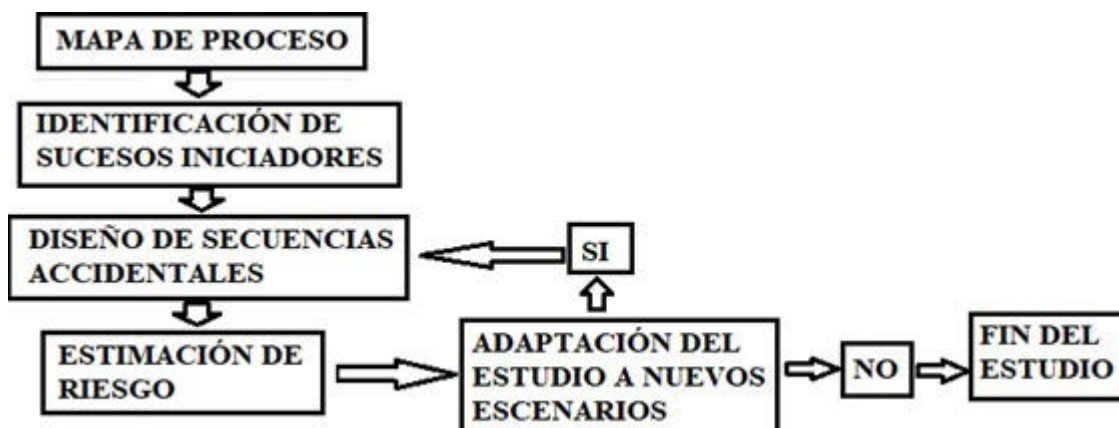 MAPA DE PROCESO
IDENTIFICACIÓN DE
SUCESOS INICIADORES
DISEÑO DE SECUENCIAS
ACCIDENTALES
SI
ESTIMACIÓN DE
RIESGO
ADAPTACIÓN DEL
ESTUDIO A NUEVOS
ESCENARIOS
NO
FIN DEL
ESTUDIO